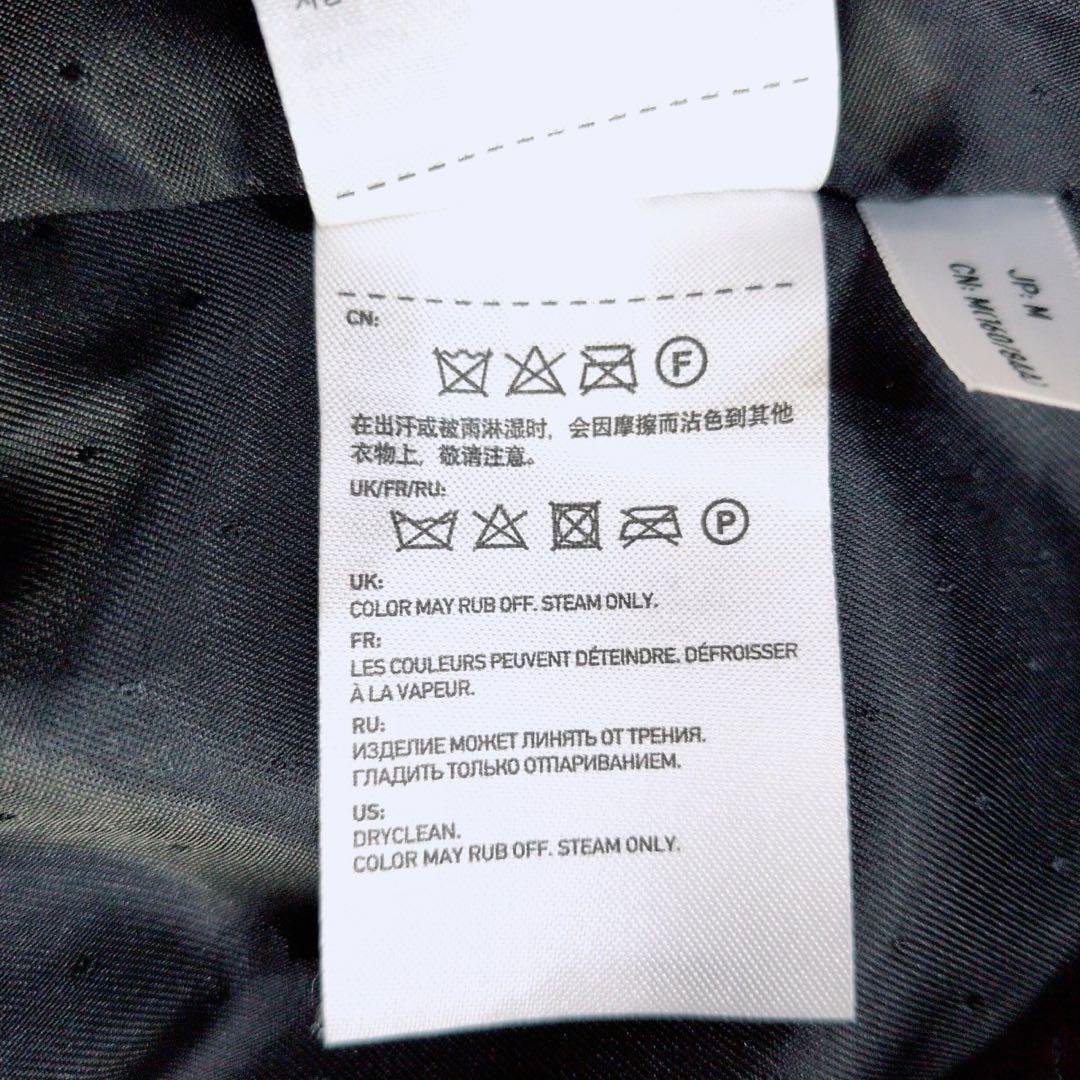 CN:
F
在出汗或被雨淋湿时，会因摩擦而沾色到其他
衣物上，敬请注意。
UK/FR/RU:
P
UK:
COLOR MAY RUB OFF. STEAM ONLY.
FR:
LES COULEURS PEUVENT DÉTEINDRE. DÉFROISSER
À LA VAPEUR.
RU:
ИЗДЕЛИЕ МОЖЕТ ЛИНЯТЬ ОТ ТРЕНИЯ.
ГЛАДИТЬ ТОЛЬКО ОТПАРИВАНИЕМ.
US:
DRYCLEAN.
COLOR MAY RUB OFF. STEAM ONLY.
JP: M
CN: M(160/84A)